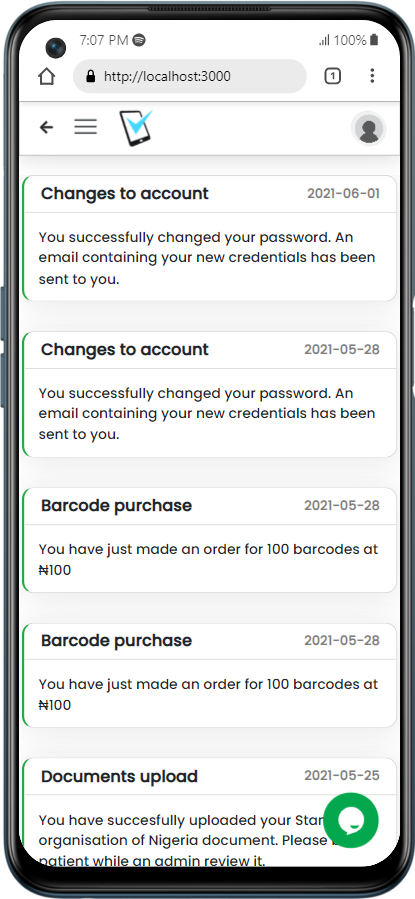 7:07 PM 100%
http://localhost:3000 1
Changes to account 2021-06-01
You successfully changed your password. An
email containing your new credentials has been
sent to you.
Changes to account 2021-05-28
You successfully changed your password. An
email containing your new credentials has been
sent to you.
Barcode purchase 2021-05-28
You have just made an order for 100 barcodes at
₦100
Barcode purchase 2021-05-28
You have just made an order for 100 barcodes at
₦100
Documents upload 2021-05-25
You have succesfully uploaded your
organisation of Nigeria document. Please
patient while an admin review it.